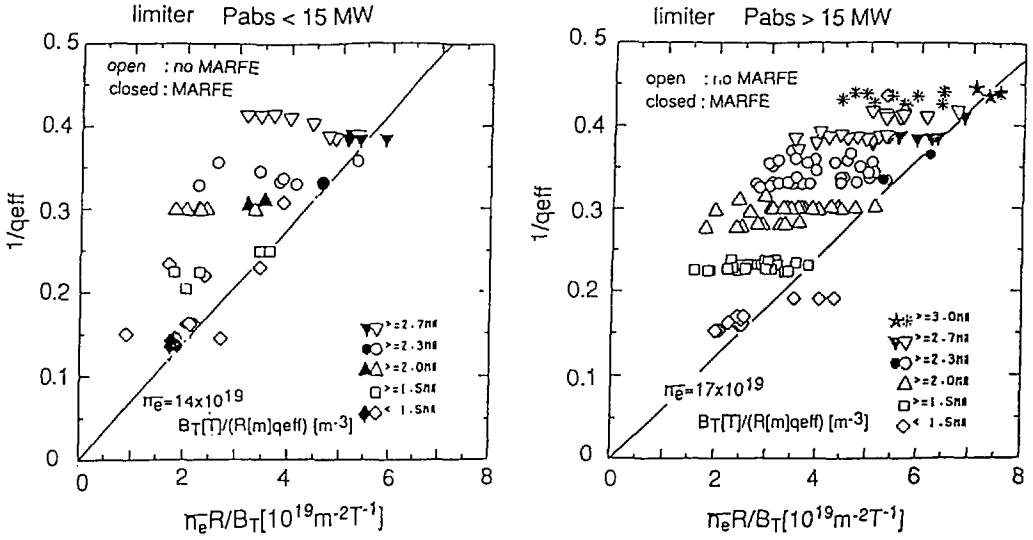 limiter Pabs < 15 MW
0.5
open : no MARFE
closed : MARFE
0.4
0.3
1/qeff
0.2
0.1
0
>=2.7MA
>=2.3MA
>=2.0MA
>=1.5MA
< 1.5MA
ne=14x10^19
BT[T]/(R[m]qeff) [m-3]
0 2 4 6 8
neR/BT[10^19m-2T-1]
limiter Pabs > 15 MW
0.5
open : no MARFE
closed : MARFE
0.4
0.3
1/qeff
0.2
0.1
0
>=3.0MA
>=2.7MA
>=2.3MA
>=2.0MA
>=1.5MA
< 1.5MA
ne=17x10^19
BT[T]/(R[m]qeff) [m-3]
0 2 4 6 8
neR/BT[10^19m-2T-1]